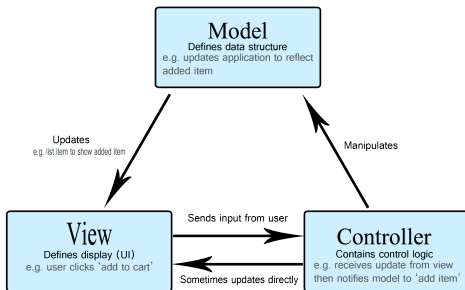 Model
Defines data structure
e.g. updates application to reflect
added item
Updates
e.g. list item to show added item
Manipulates
View
Defines display (UI)
e.g. user clicks 'add to cart'
Sends input from user
Sometimes updates directly
Controller
Contains control logic
e.g. receives update from view
then notifies model to 'add item'